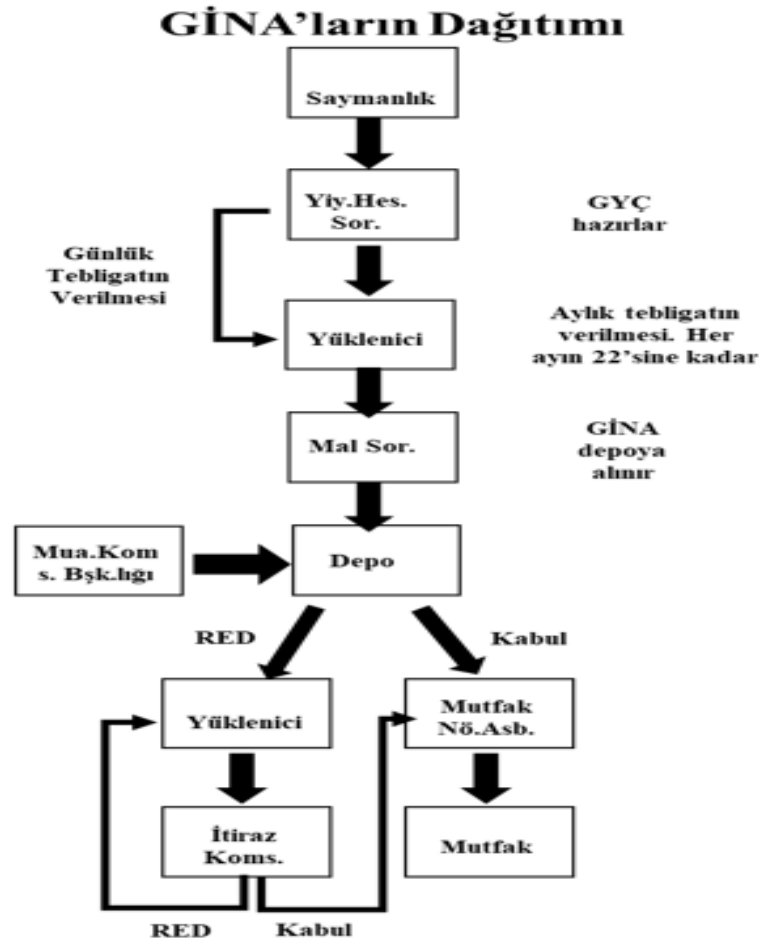 GİNA'ların Dağıtımı
Saymanlık
Yiy.Hes.
Sor.
GYÇ
hazırlar
Günlük
Tebligatın
Verilmesi
Yüklenici
Aylık tebligatın
verilmesi. Her
ayın 22'sine kadar
Mal Sor.
GİNA
depoya
alınır
Mua.Kom
s. Bşk.lığı
Depo
RED
Kabul
Yüklenici
Mutfak
Nö.Asb.
İtiraz
Koms.
Mutfak
RED
Kabul